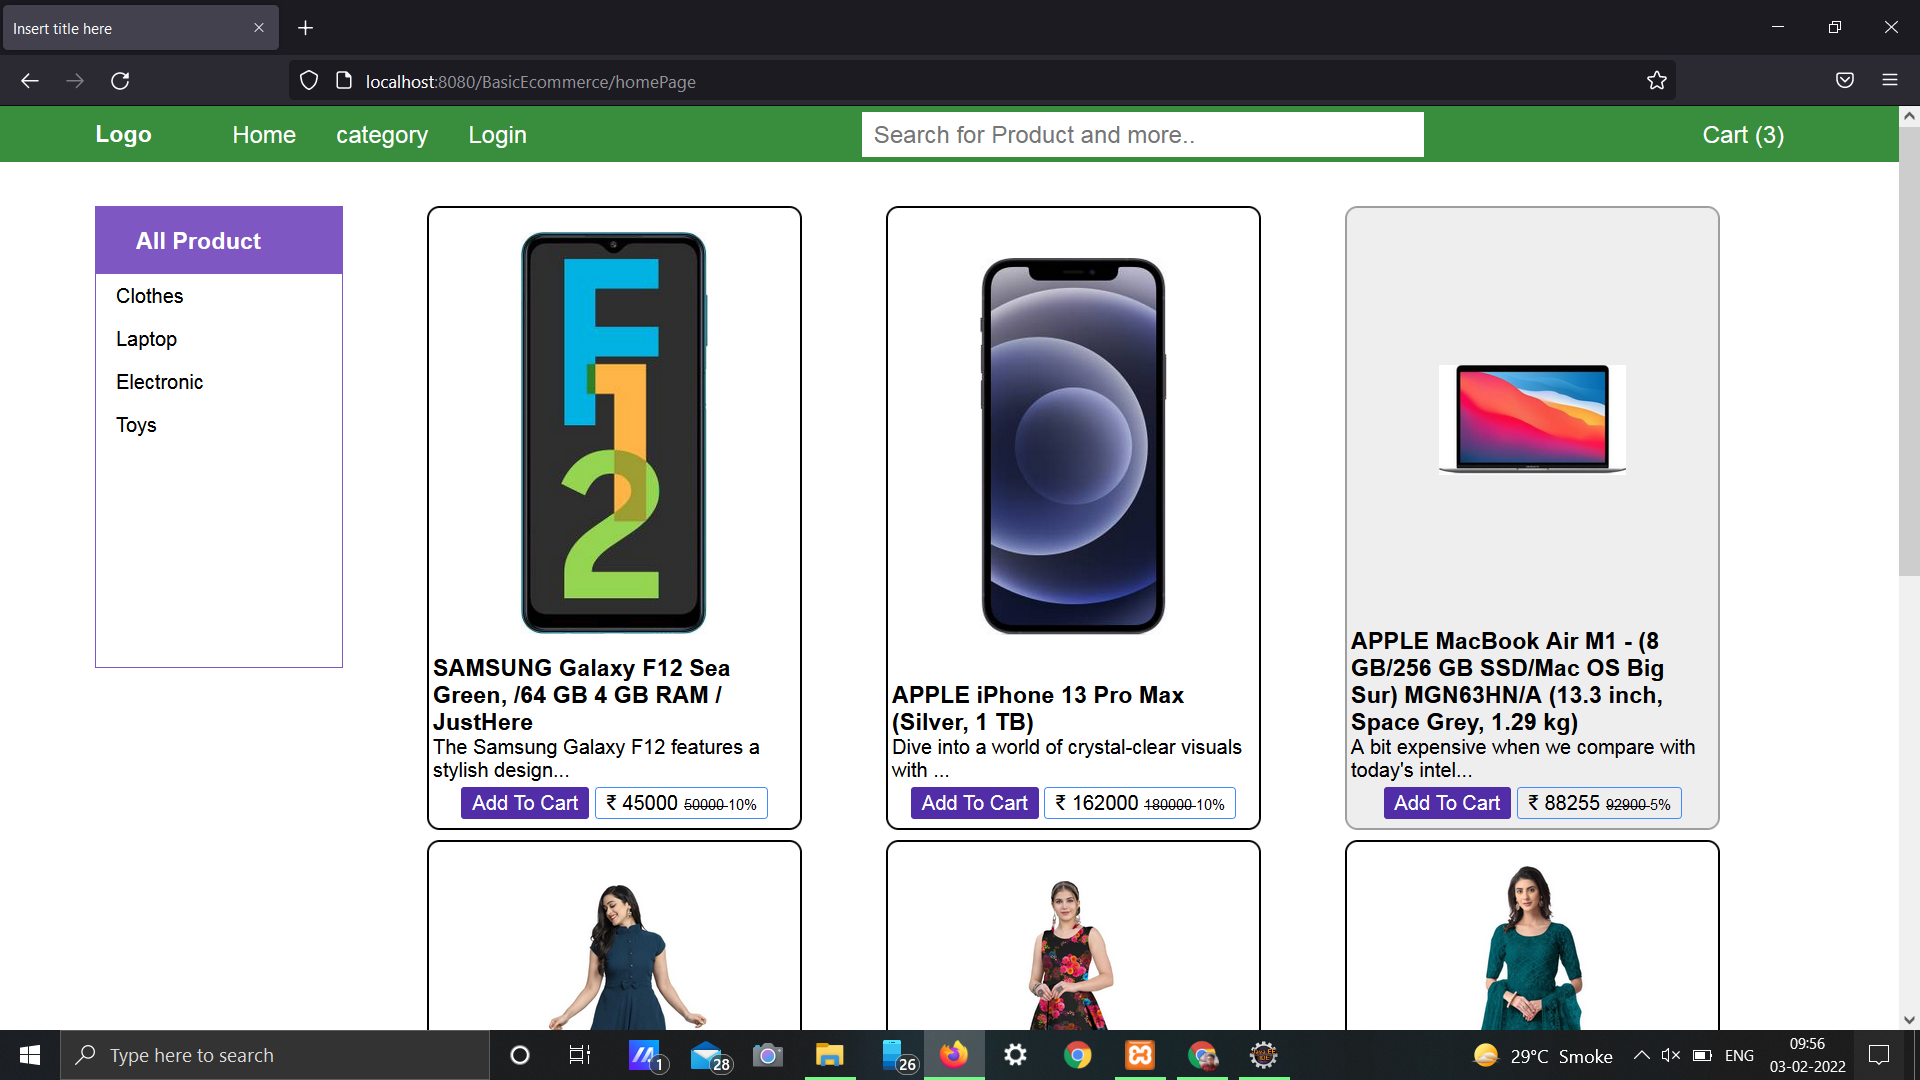 Insert title here
localhost:8080/BasicEcommerce/homePage
Logo Home category Login Search for Product and more.. Cart (3)
All Product
Clothes
Laptop
Electronic
Toys
F12
SAMSUNG Galaxy F12 Sea
Green, /64 GB 4 GB RAM /
JustHere
The Samsung Galaxy F12 features a
stylish design...
Add To Cart ₹ 45000 50000 -10%
APPLE iPhone 13 Pro Max
(Silver, 1 TB)
Dive into a world of crystal-clear visuals
with ...
Add To Cart ₹ 162000 180000 -10%
APPLE MacBook Air M1 - (8
GB/256 GB SSD/Mac OS Big
Sur) MGN63HN/A (13.3 inch,
Space Grey, 1.29 kg)
A bit expensive when we compare with
today's intel...
Add To Cart ₹ 88255 92900 -5%
Type here to search 1 28 26 29°C Smoke ENG 09:56
03-02-2022